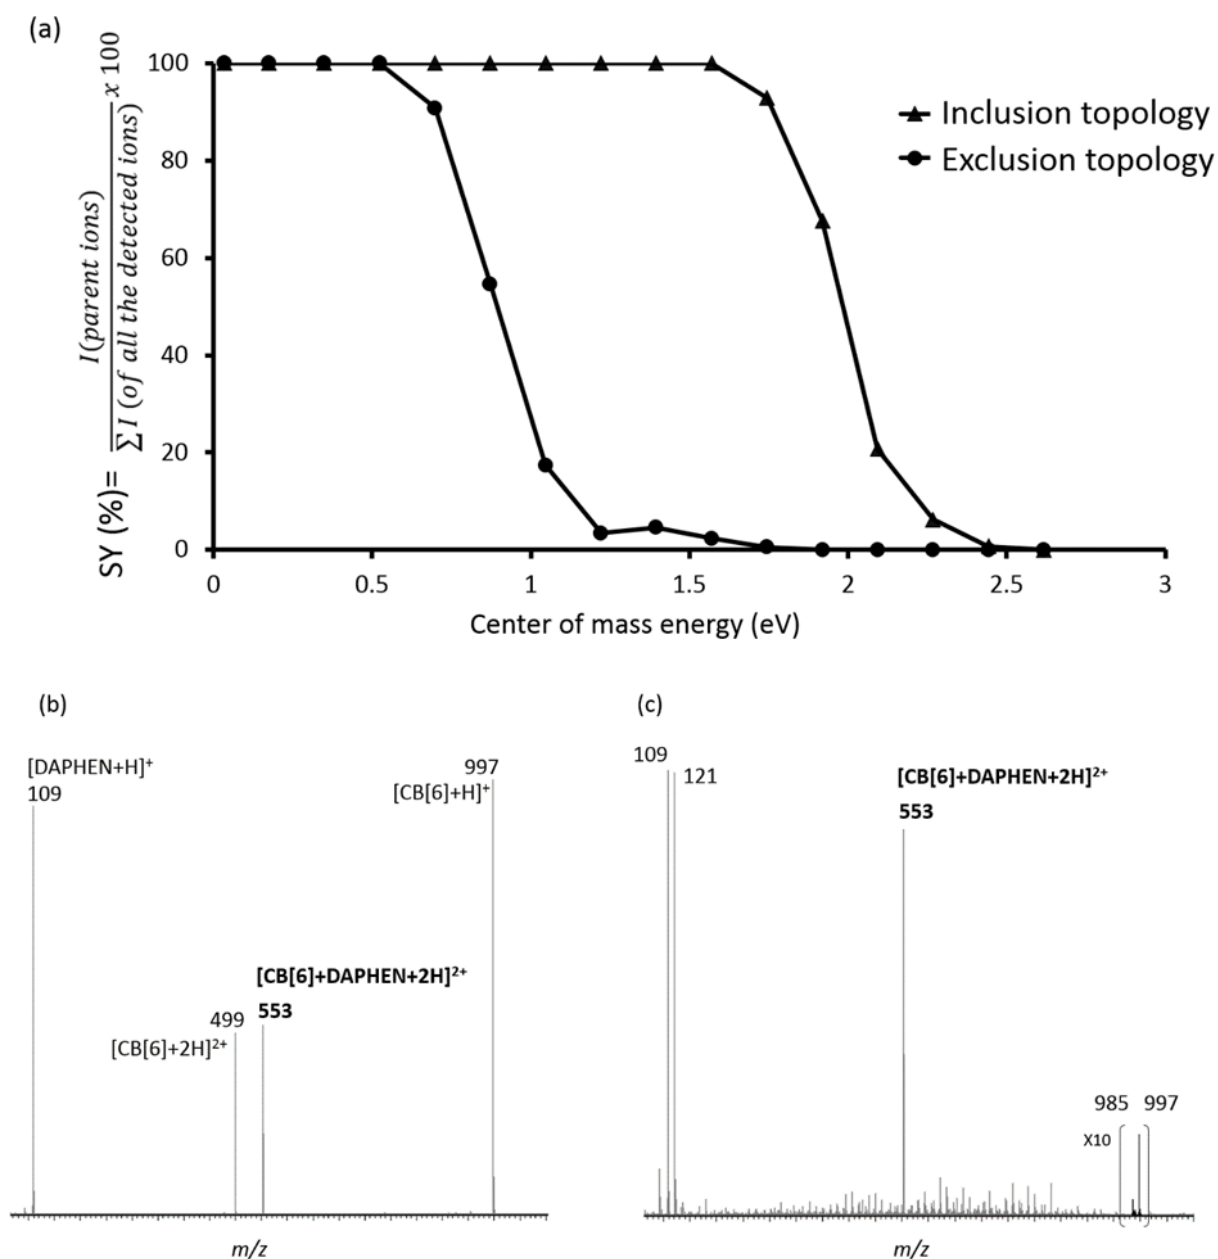 (a)
SY (%)= I(parent ions) / ∑ I (of all the detected ions) x 100
100
80
60
40
20
0
0 0.5 1 1.5 2 2.5 3
Center of mass energy (eV)
Inclusion topology
Exclusion topology
(b)
[DAPHEN+H]⁺
109
997
[CB[6]+H]⁺
[CB[6]+DAPHEN+2H]²⁺
499
553
[CB[6]+2H]²⁺
m/z
(c)
109
121
[CB[6]+DAPHEN+2H]²⁺
553
985 997
X10
m/z